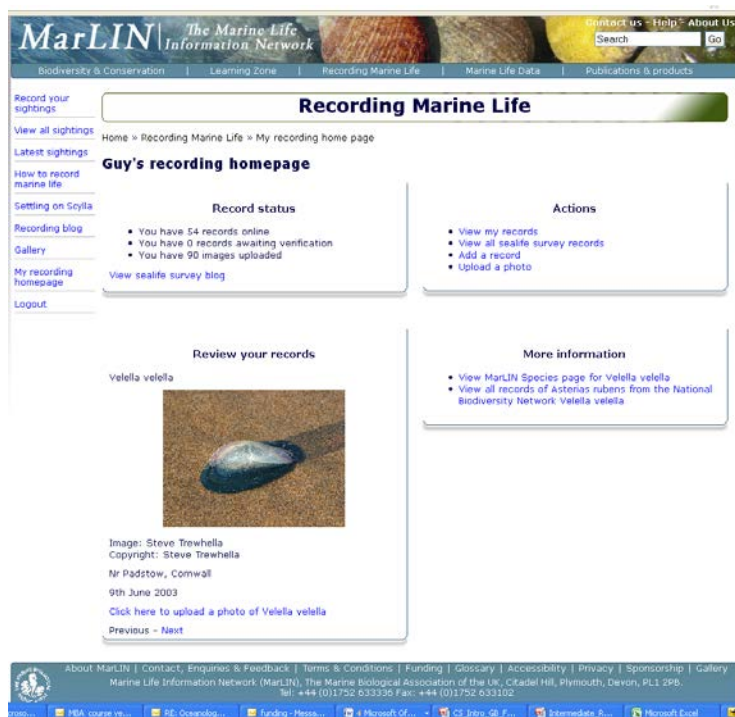 Contact us - Help - About Us
MarLIN The Marine Life Information Network
Search Go
Biodiversity & Conservation | Learning Zone | Recording Marine Life | Marine Life Data | Publications & products
Record your sightings
View all sightings
Latest sightings
How to record marine life
Settling on Scylla
Recording blog
Gallery
My recording homepage
Logout
Recording Marine Life
Home » Recording Marine Life » My recording home page
Guy's recording homepage
Record status
• You have 54 records online
• You have 0 records awaiting verification
• You have 90 images uploaded
View sealife survey blog
Actions
• View my records
• View all sealife survey records
• Add a record
• Upload a photo
Review your records
Velella velella
Image: Steve Trewhella
Copyright: Steve Trewhella
Nr Padstow, Cornwall
9th June 2003
Click here to upload a photo of Velella velella
Previous - Next
More information
• View MarLIN Species page for Velella velella
• View all records of Asterias rubens from the National
Biodiversity Network Velella velella
About MarLIN | Contact, Enquiries & Feedback | Terms & Conditions | Funding | Glossary | Accessibility | Privacy | Sponsorship | Gallery
Marine Life Information Network (MarLIN), The Marine Biological Association of the UK, Citadel Hill, Plymouth, Devon, PL1 2PB.
Tel: +44 (0)1752 633336 Fax: +44 (0)1752 633102
croso... MBA course ve... RE: Oceanolog... funding - Messa... 4 Microsoft Of... CS_Intro_GB_F... Intermediate_R... Microsoft Excel